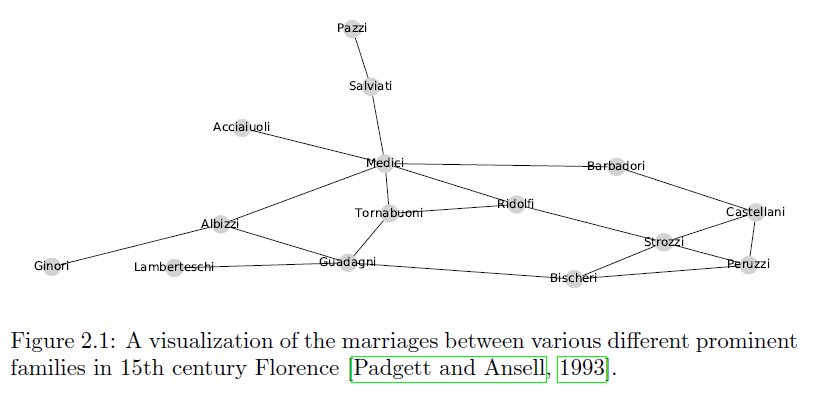 Pazzi
Salviati
Acciaiuoli
Medici
Barbadori
Ridolfi
Tornabuoni
Castellani
Albizzi
Strozzi
Ginori
Lamberteschi
Guadagni
Peruzzi
Bischeri
Figure 2.1: A visualization of the marriages between various different prominent
families in 15th century Florence [Padgett and Ansell, 1993].